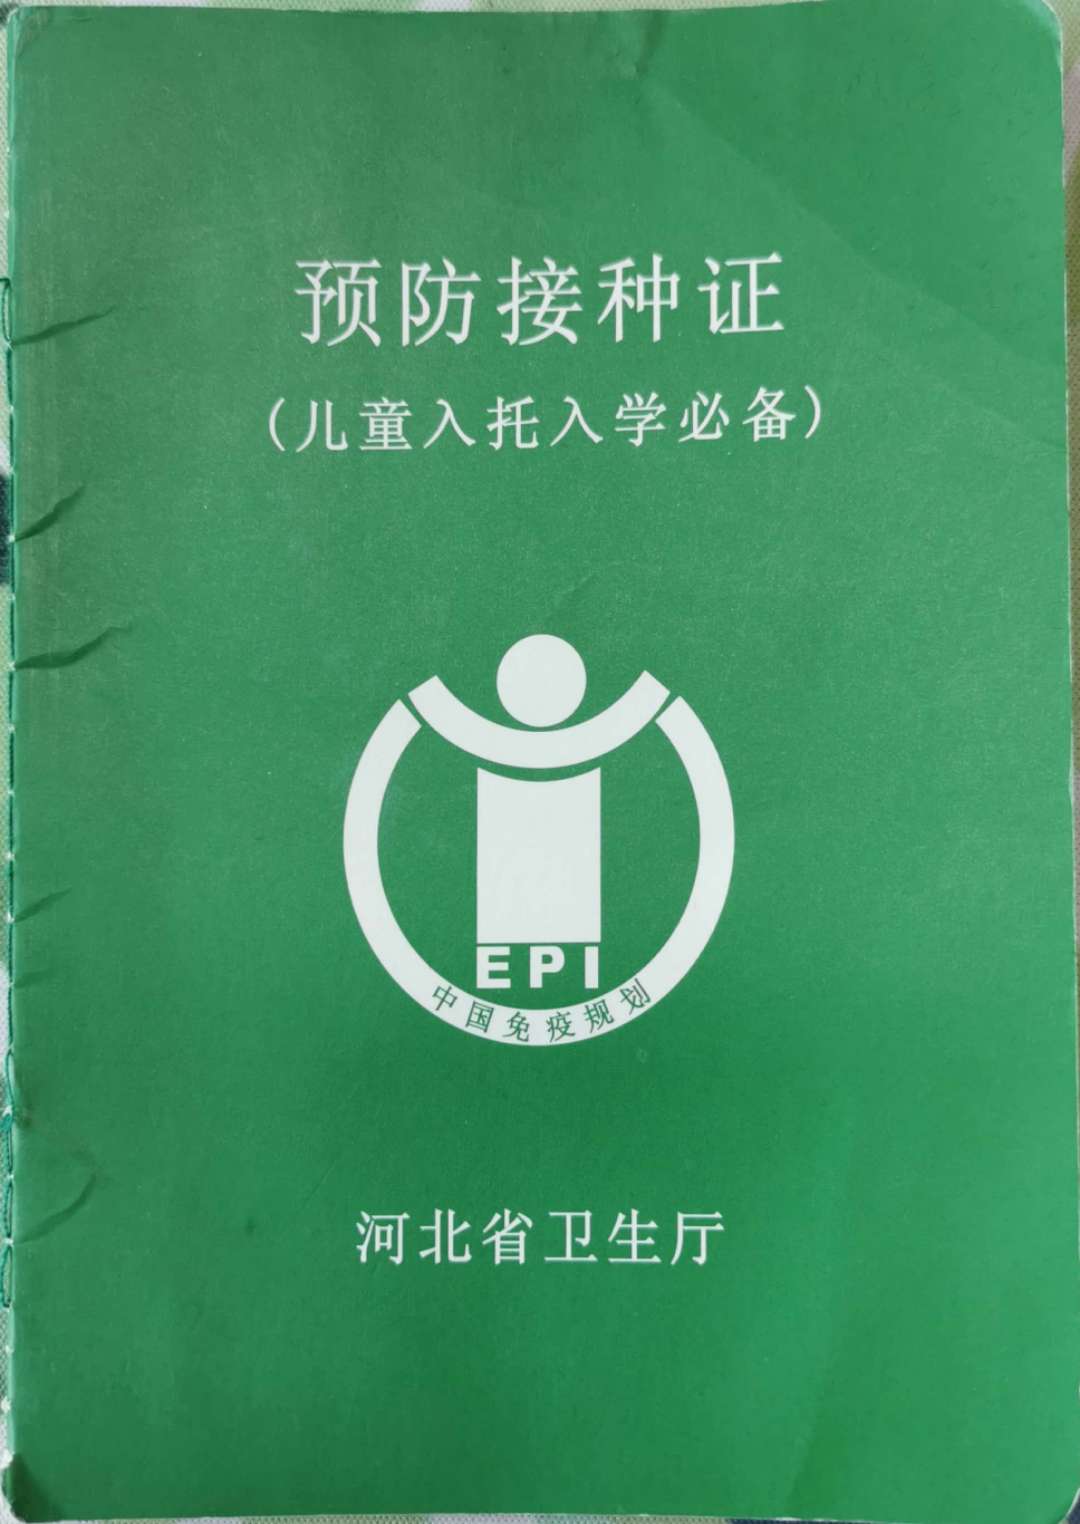 预防接种证
（儿童入托入学必备）
EPI
中国免疫规划
河北省卫生厅